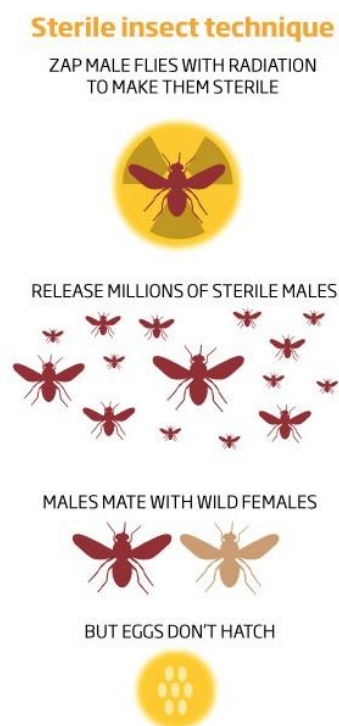 Sterile insect technique
ZAP MALE FLIES WITH RADIATION
TO MAKE THEM STERILE
RELEASE MILLIONS OF STERILE MALES
MALES MATE WITH WILD FEMALES
BUT EGGS DON'T HATCH